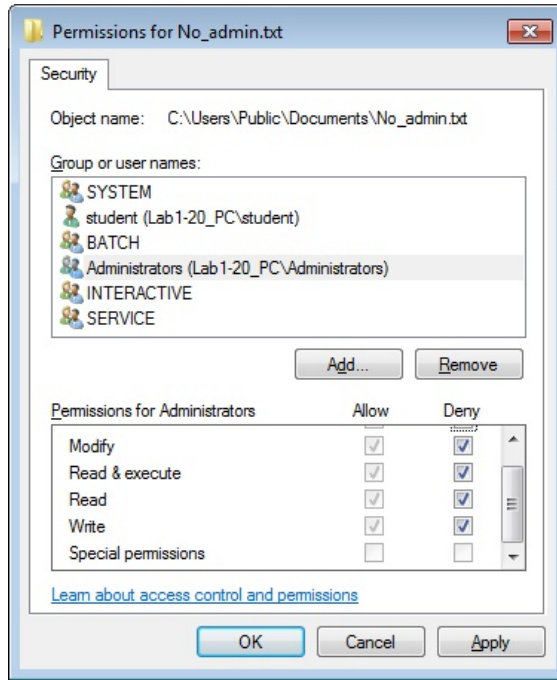 Permissions for No_admin.txt
Security
Object name: C:\Users\Public\Documents\No_admin.txt
Group or user names:
SYSTEM
student (Lab1-20_PC\student)
BATCH
Administrators (Lab1-20_PC\Administrators)
INTERACTIVE
SERVICE
Add... Remove
Permissions for Administrators Allow Deny
Modify
Read & execute
Read
Write
Special permissions
Learn about access control and permissions
OK Cancel Apply